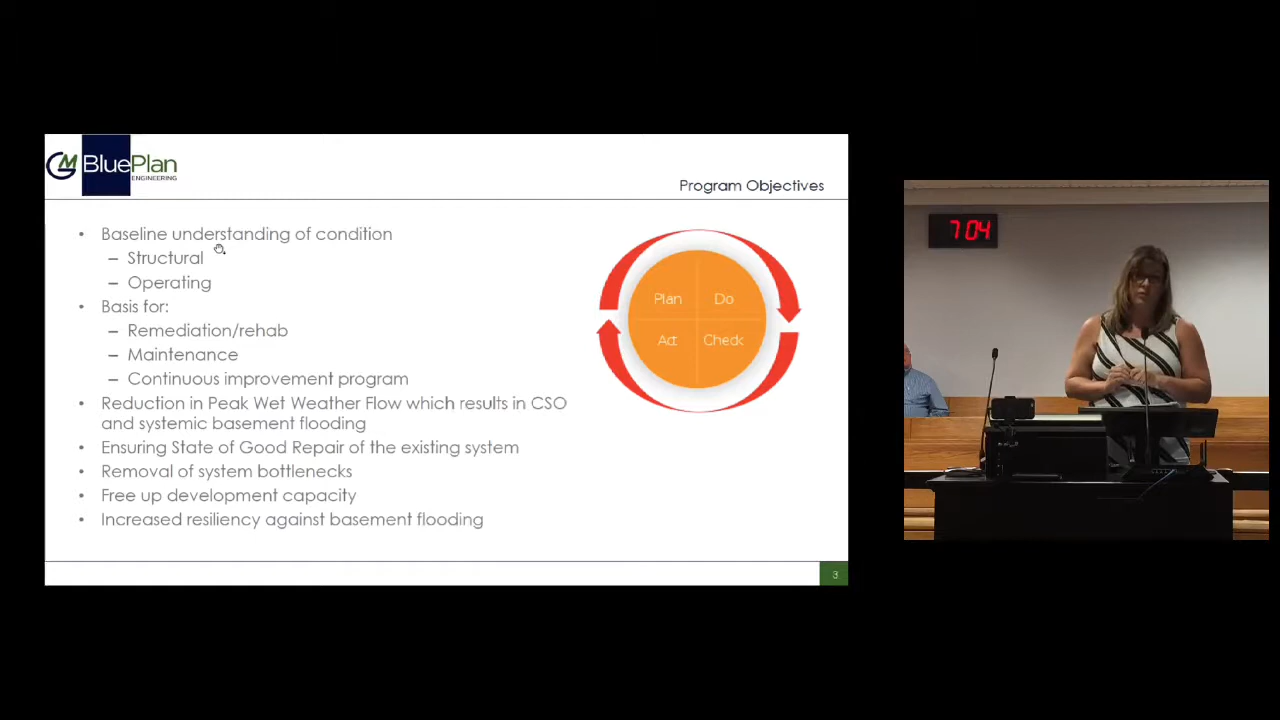 GM BluePlan
ENGINEERING
Program Objectives
• Baseline understanding of condition
– Structural
– Operating
• Basis for:
– Remediation/rehab
– Maintenance
– Continuous improvement program
• Reduction in Peak Wet Weather Flow which results in CSO
and systemic basement flooding
• Ensuring State of Good Repair of the existing system
• Removal of system bottlenecks
• Free up development capacity
• Increased resiliency against basement flooding
Plan Do
Act Check
3
7:04